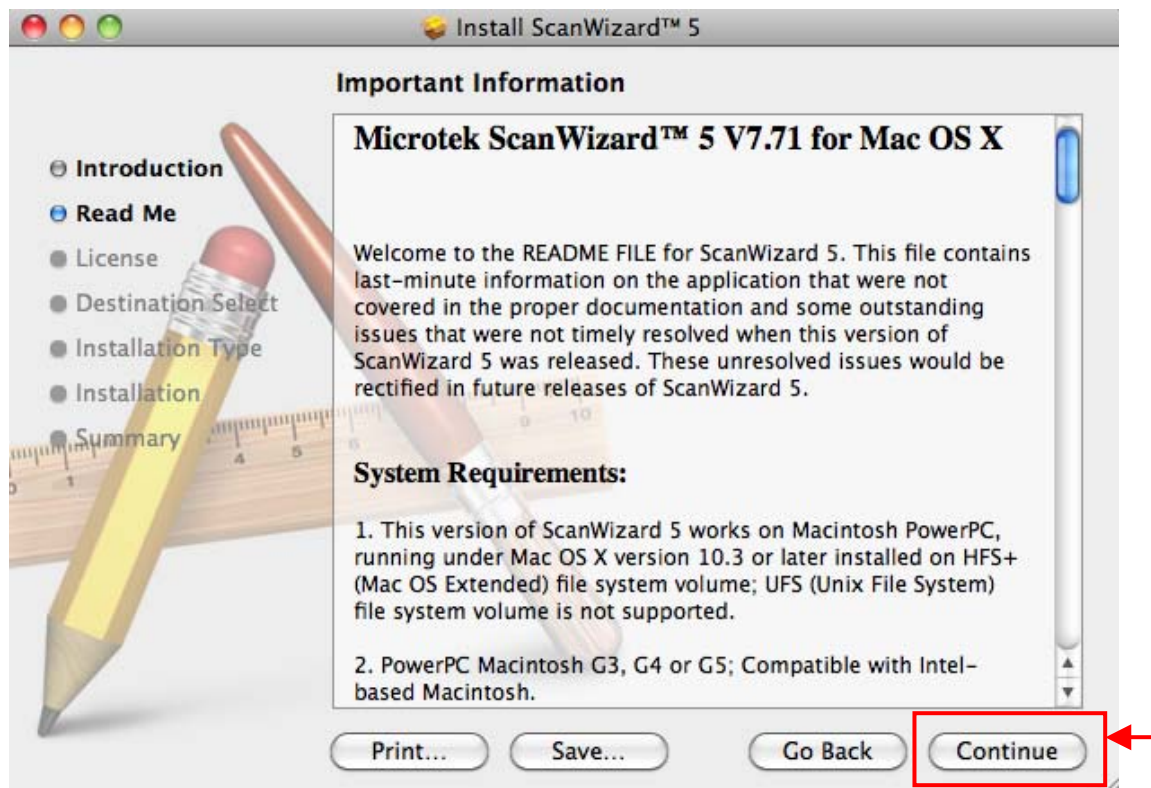 Install ScanWizard™ 5
Important Information
Introduction
Read Me
License
Destination Select
Installation Type
Installation
Summary
Microtek ScanWizard™ 5 V7.71 for Mac OS X
Welcome to the README FILE for ScanWizard 5. This file contains
last-minute information on the application that were not
covered in the proper documentation and some outstanding
issues that were not timely resolved when this version of
ScanWizard 5 was released. These unresolved issues would be
rectified in future releases of ScanWizard 5.
System Requirements:
1. This version of ScanWizard 5 works on Macintosh PowerPC,
running under Mac OS X version 10.3 or later installed on HFS+
(Mac OS Extended) file system volume; UFS (Unix File System)
file system volume is not supported.
2. PowerPC Macintosh G3, G4 or G5; Compatible with Intel-
based Macintosh.
1 4 5 6 9 10
Print... Save... Go Back Continue